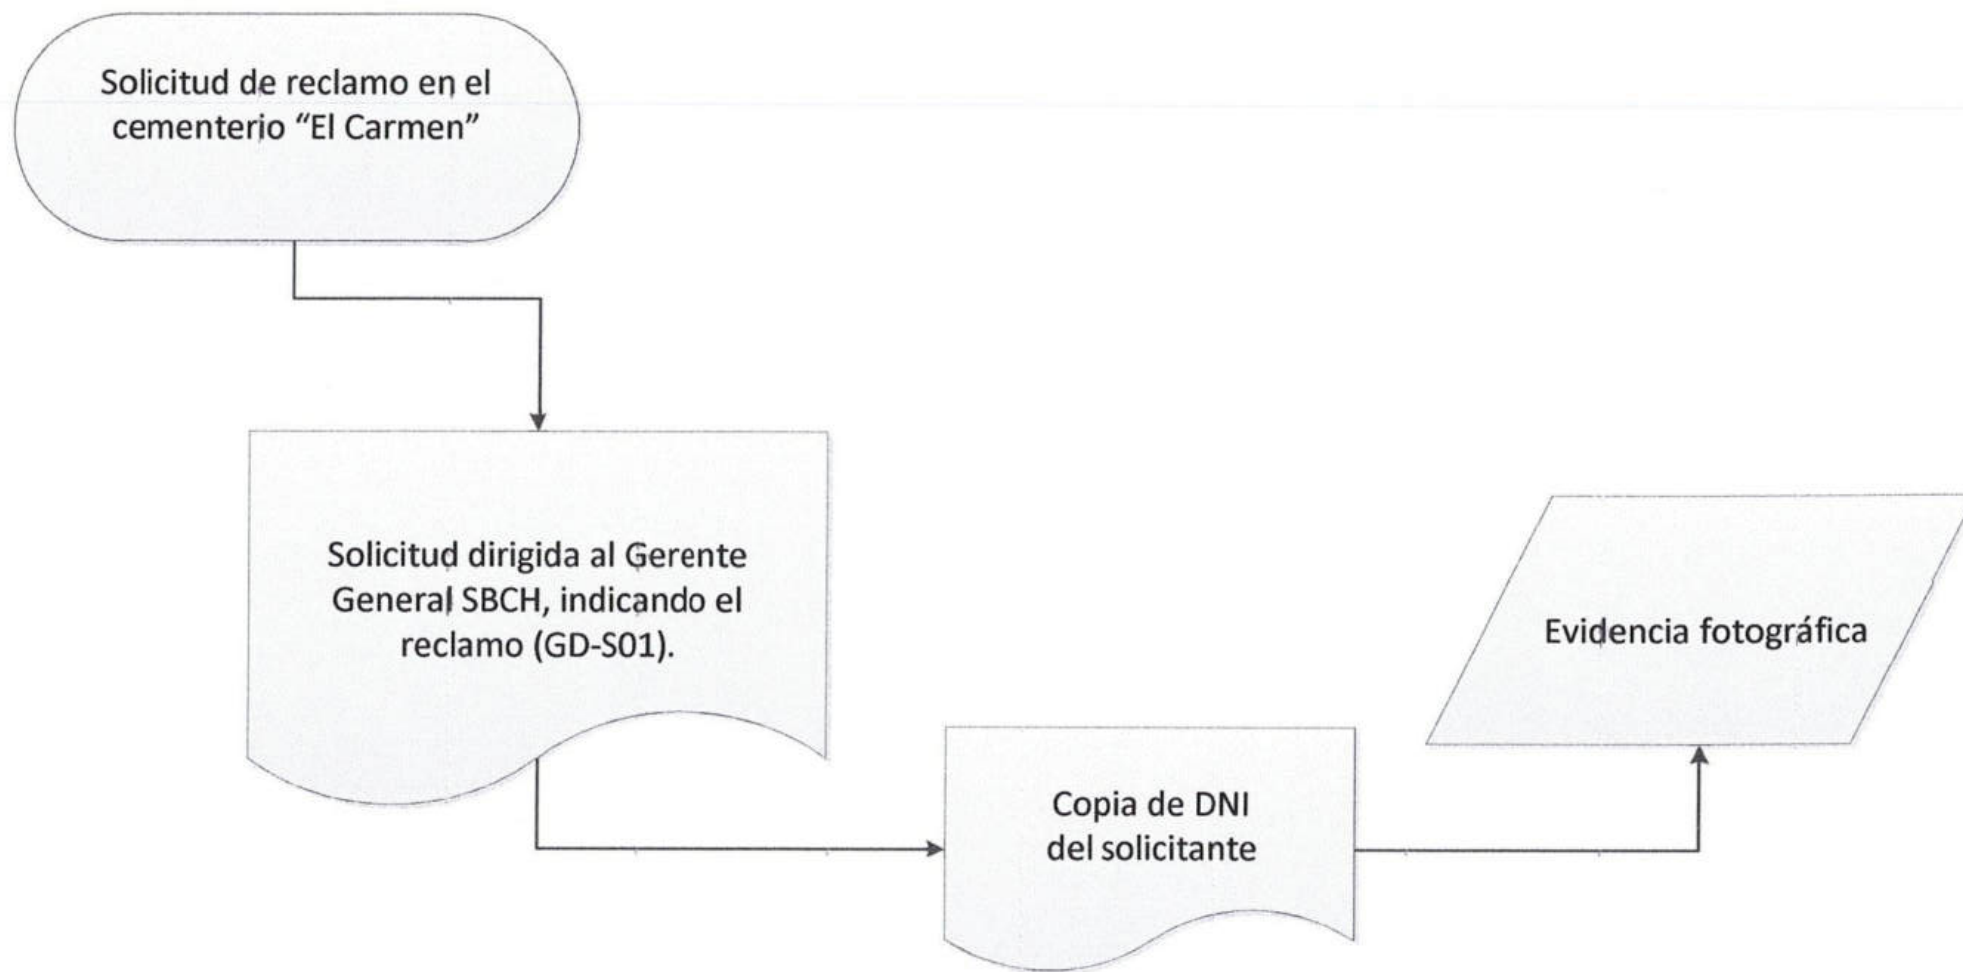 Solicitud de reclamo en el
cementerio “El Carmen”
Solicitud dirigida al Gerente
General SBCH, indicando el
reclamo (GD-S01).
Copia de DNI
del solicitante
Evidencia fotográfica